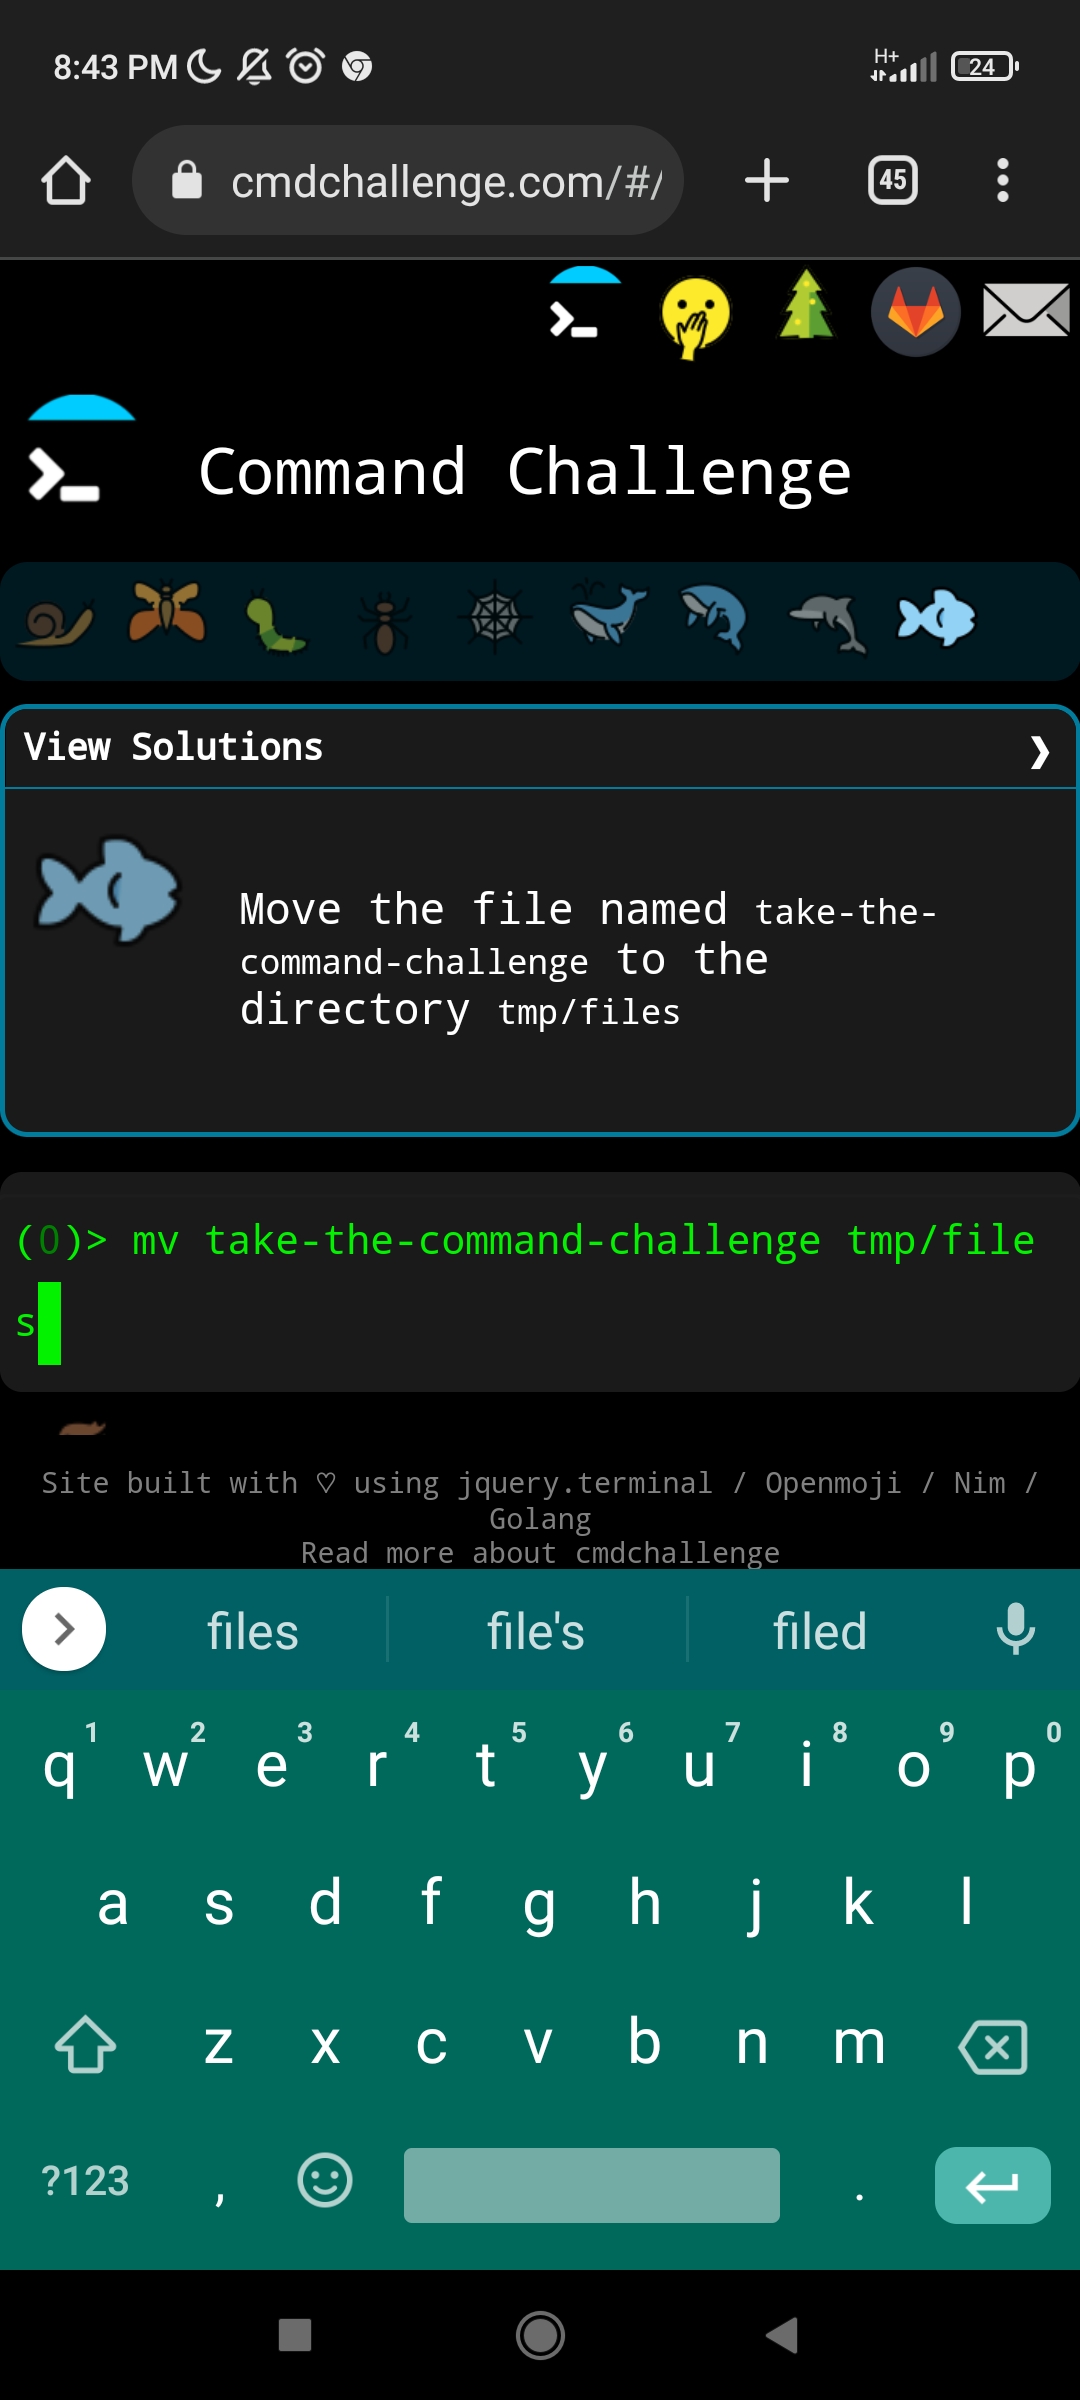 8:43 PM H+ 24
cmdchallenge.com/#/ 45
Command Challenge
View Solutions ❯
Move the file named take-the-
command-challenge to the
directory tmp/files
(0)> mv take-the-command-challenge tmp/file
s
Site built with ♡ using jquery.terminal / Openmoji / Nim /
Golang
Read more about cmdchallenge
files file's filed
1 2 3 4 5 6 7 8 9 0
q w e r t y u i o p
a s d f g h j k l
z x c v b n m
?123 , .